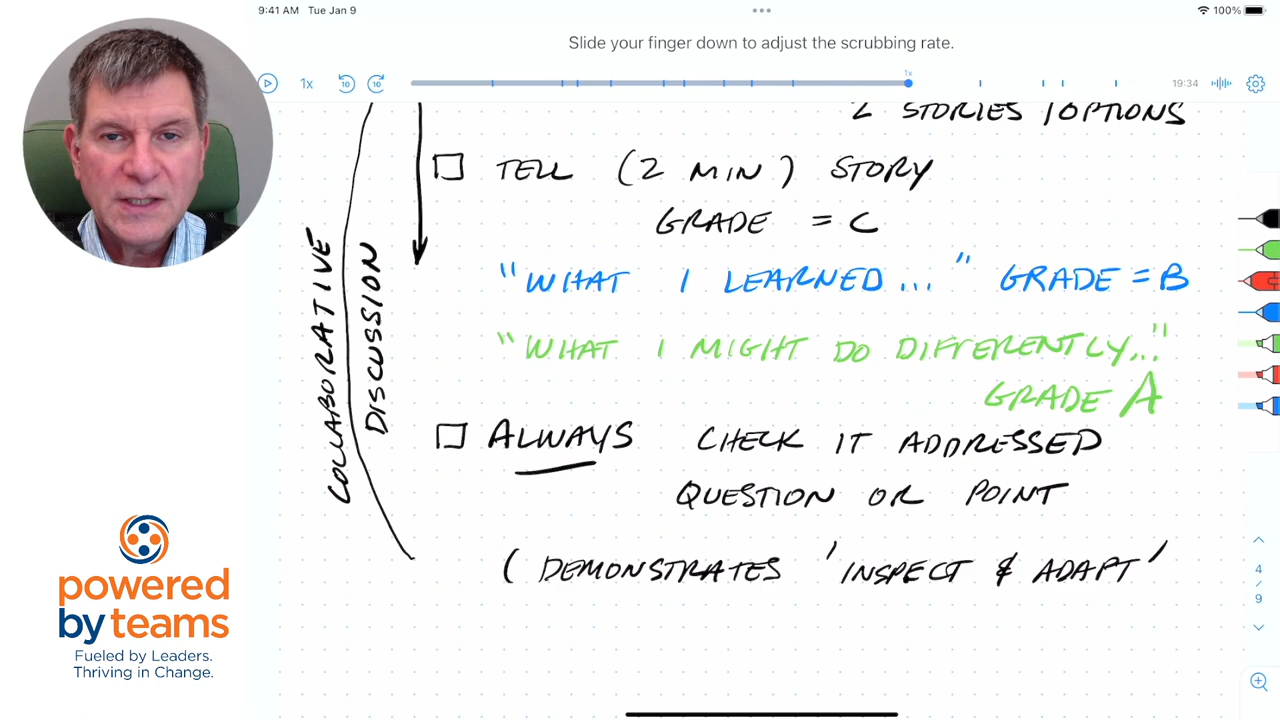 9:41 AM Tue Jan 9
100%
Slide your finger down to adjust the scrubbing rate.
1x
1x
10
10
19:34
2 STORIES / OPTIONS
TELL (2 MIN) STORY
GRADE = C
"WHAT I LEARNED..." GRADE = B
"WHAT I MIGHT DO DIFFERENTLY..."
GRADE A
ALWAYS CHECK IT ADDRESSED
QUESTION OR POINT
(DEMONSTRATES 'INSPECT & ADAPT'
COLLABORATIVE
DISCUSSION
4
/
9
powered
by teams
Fueled by Leaders.
Thriving in Change.